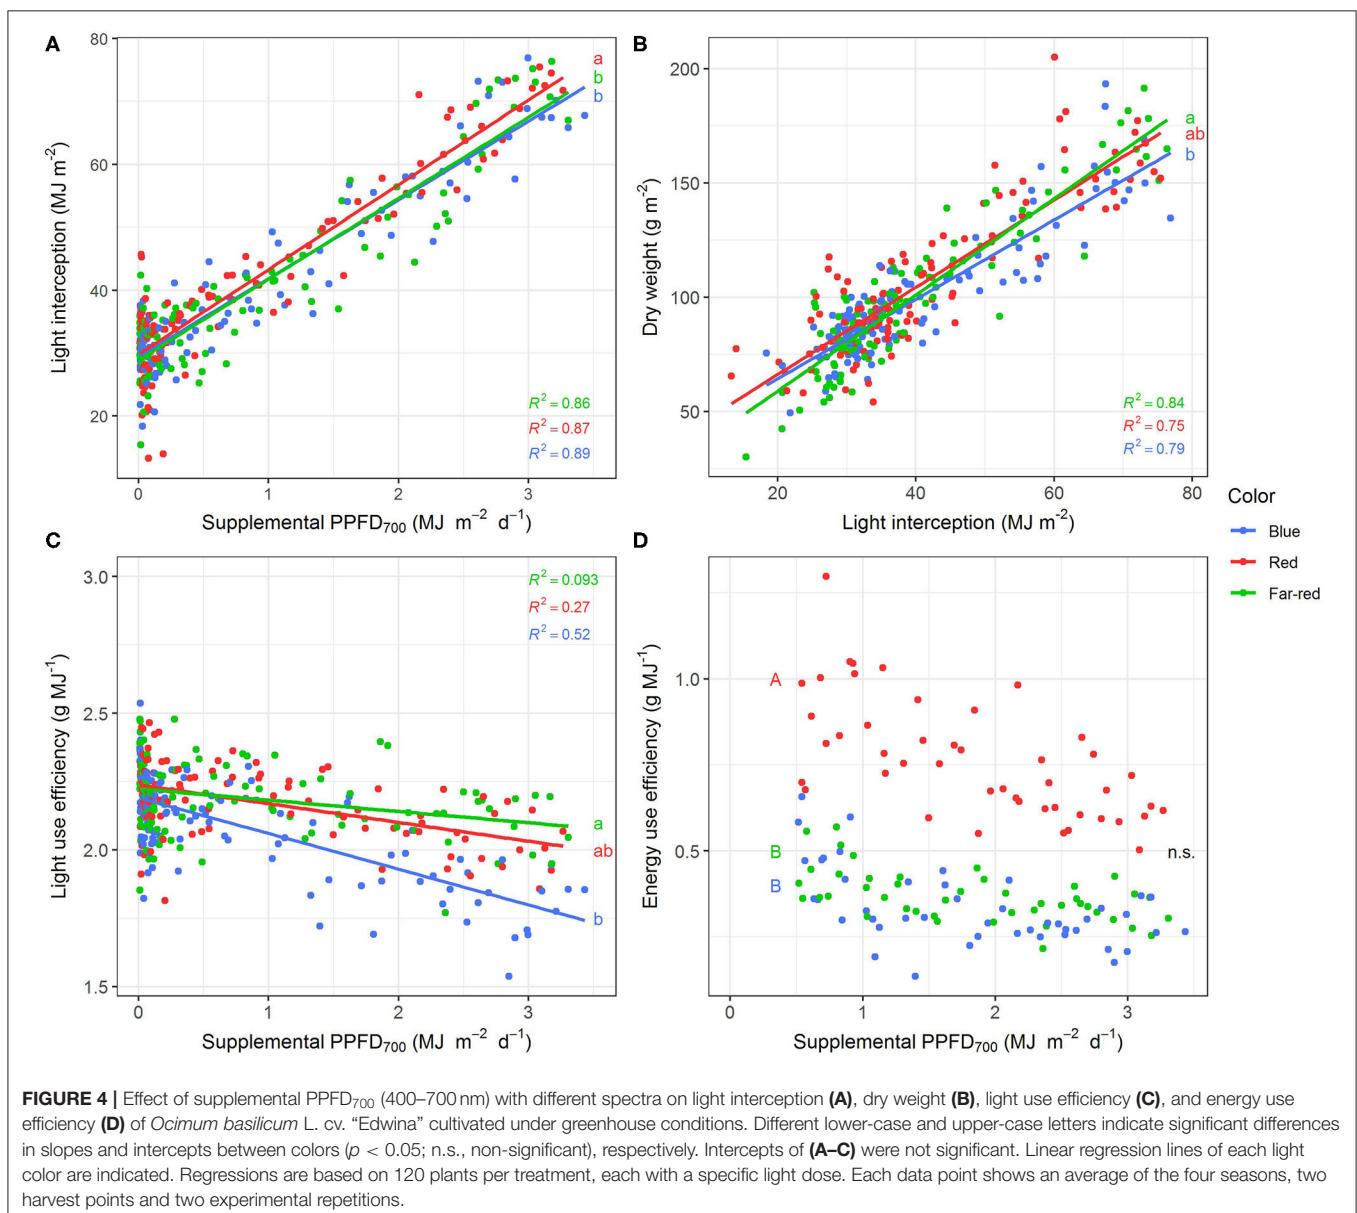 A
80
60
40
20
Light interception (MJ m⁻²)
a
b
b
R² = 0.86
R² = 0.87
R² = 0.89
0 1 2 3
Supplemental PPFD₇₀₀ (MJ m⁻² d⁻¹)
B
200
150
100
50
Dry weight (g m⁻²)
a
ab
b
R² = 0.84
R² = 0.75
R² = 0.79
20 40 60 80
Light interception (MJ m⁻²)
C
3.0
2.5
2.0
1.5
Light use efficiency (g MJ⁻¹)
R² = 0.093
R² = 0.27
R² = 0.52
a
ab
b
0 1 2 3
Supplemental PPFD₇₀₀ (MJ m⁻² d⁻¹)
D
1.0
0.5
Energy use efficiency (g MJ⁻¹)
A
B
B
n.s.
0 1 2 3
Supplemental PPFD₇₀₀ (MJ m⁻² d⁻¹)
Color
Blue
Red
Far-red
FIGURE 4 | Effect of supplemental PPFD₇₀₀ (400–700 nm) with different spectra on light interception (A), dry weight (B), light use efficiency (C), and energy use
efficiency (D) of Ocimum basilicum L. cv. “Edwina” cultivated under greenhouse conditions. Different lower-case and upper-case letters indicate significant differences
in slopes and intercepts between colors (p < 0.05; n.s., non-significant), respectively. Intercepts of (A–C) were not significant. Linear regression lines of each light
color are indicated. Regressions are based on 120 plants per treatment, each with a specific light dose. Each data point shows an average of the four seasons, two
harvest points and two experimental repetitions.